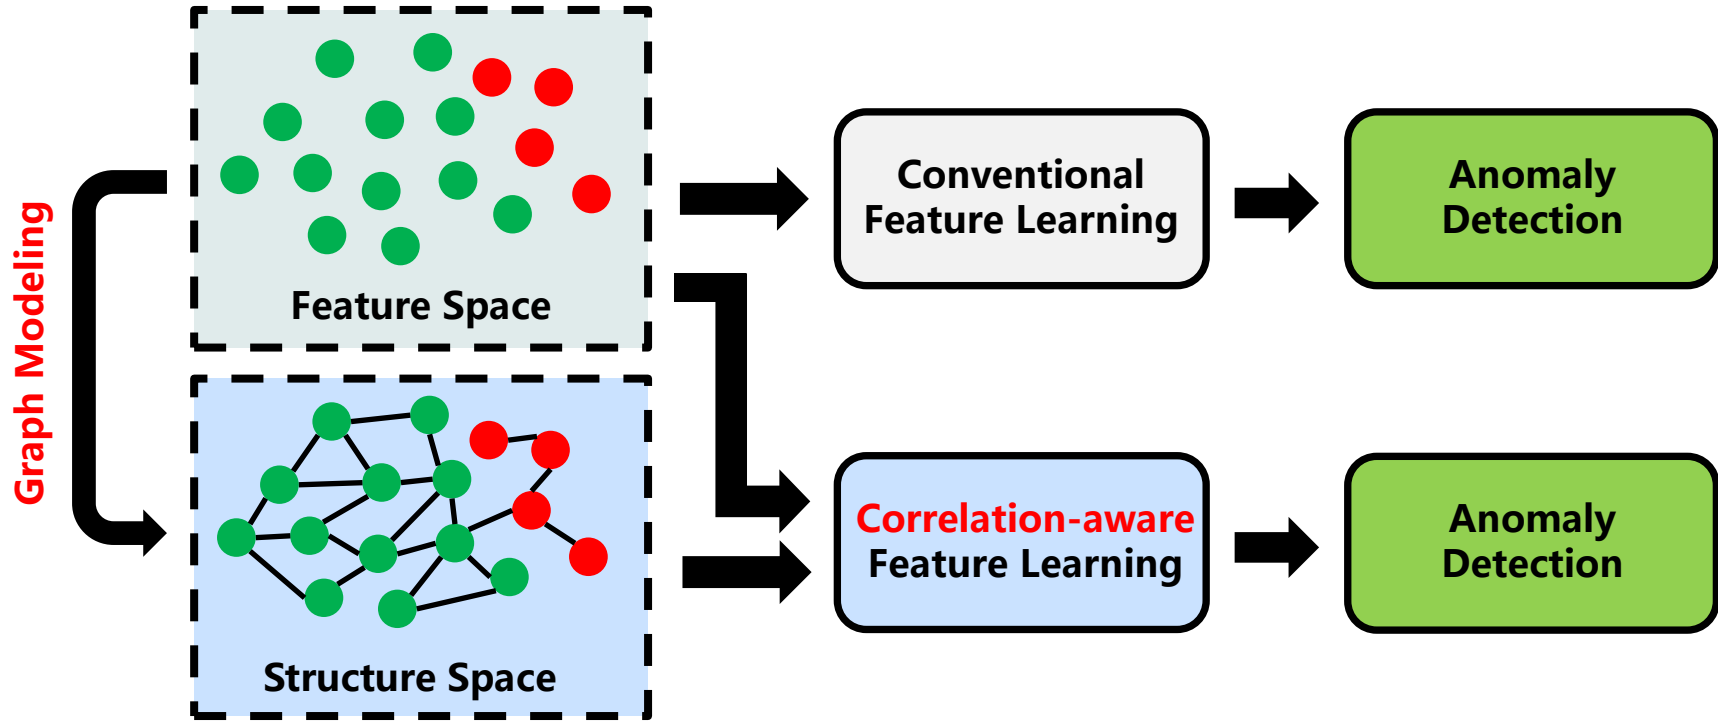 Graph Modeling
Feature Space
Conventional
Feature Learning
Anomaly
Detection
Structure Space
Correlation-aware
Feature Learning
Anomaly
Detection